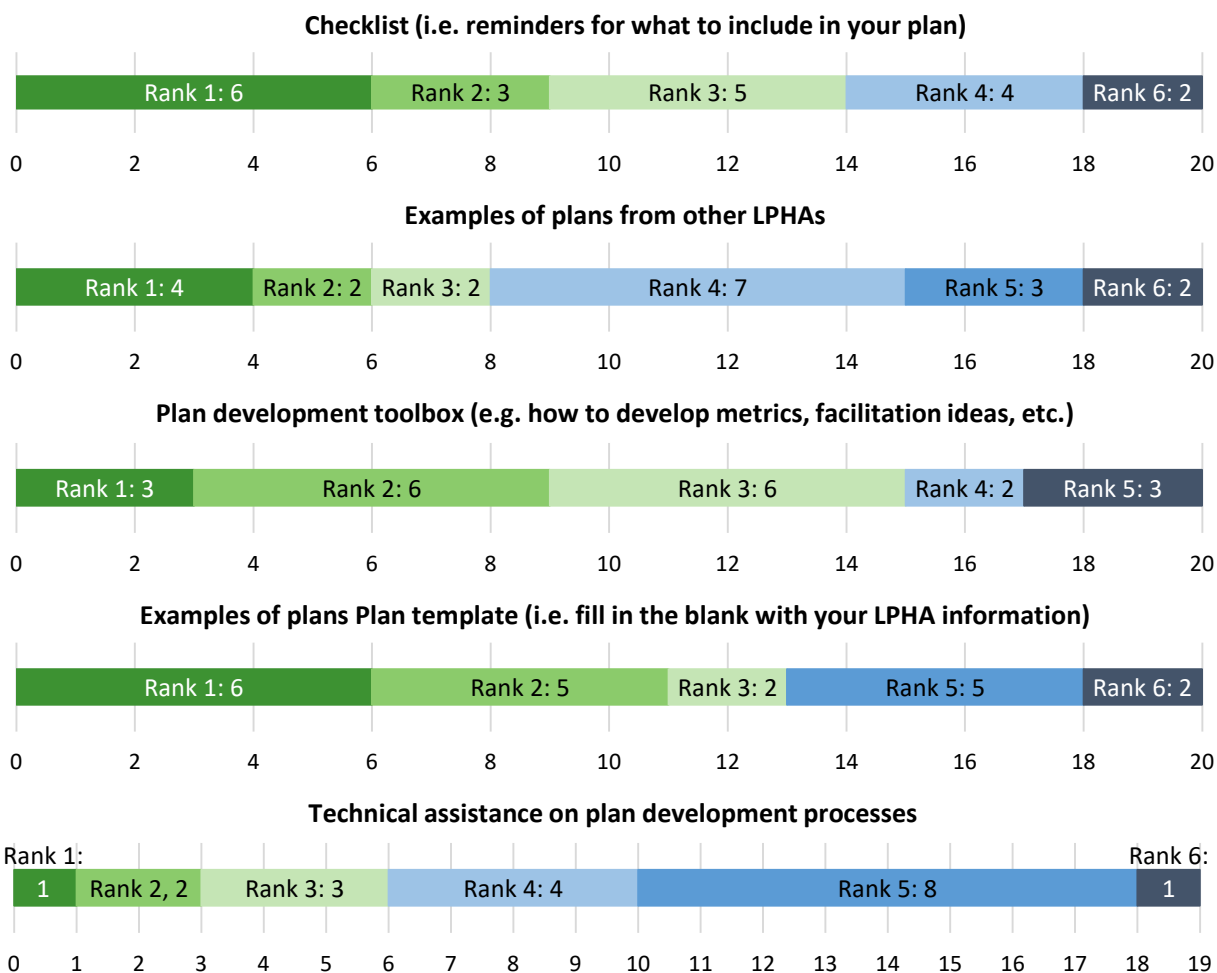 Checklist (i.e. reminders for what to include in your plan)
Rank 1: 6 Rank 2: 3 Rank 3: 5 Rank 4: 4 Rank 6: 2
0 2 4 6 8 10 12 14 16 18 20
Examples of plans from other LPHAs
Rank 1: 4 Rank 2: 2 Rank 3: 2 Rank 4: 7 Rank 5: 3 Rank 6: 2
0 2 4 6 8 10 12 14 16 18 20
Plan development toolbox (e.g. how to develop metrics, facilitation ideas, etc.)
Rank 1: 3 Rank 2: 6 Rank 3: 6 Rank 4: 2 Rank 5: 3
0 2 4 6 8 10 12 14 16 18 20
Examples of plans Plan template (i.e. fill in the blank with your LPHA information)
Rank 1: 6 Rank 2: 5 Rank 3: 2 Rank 5: 5 Rank 6: 2
0 2 4 6 8 10 12 14 16 18 20
Technical assistance on plan development processes
Rank 1: Rank 6:
1 Rank 2, 2 Rank 3: 3 Rank 4: 4 Rank 5: 8 1
0 1 2 3 4 5 6 7 8 9 10 11 12 13 14 15 16 17 18 19